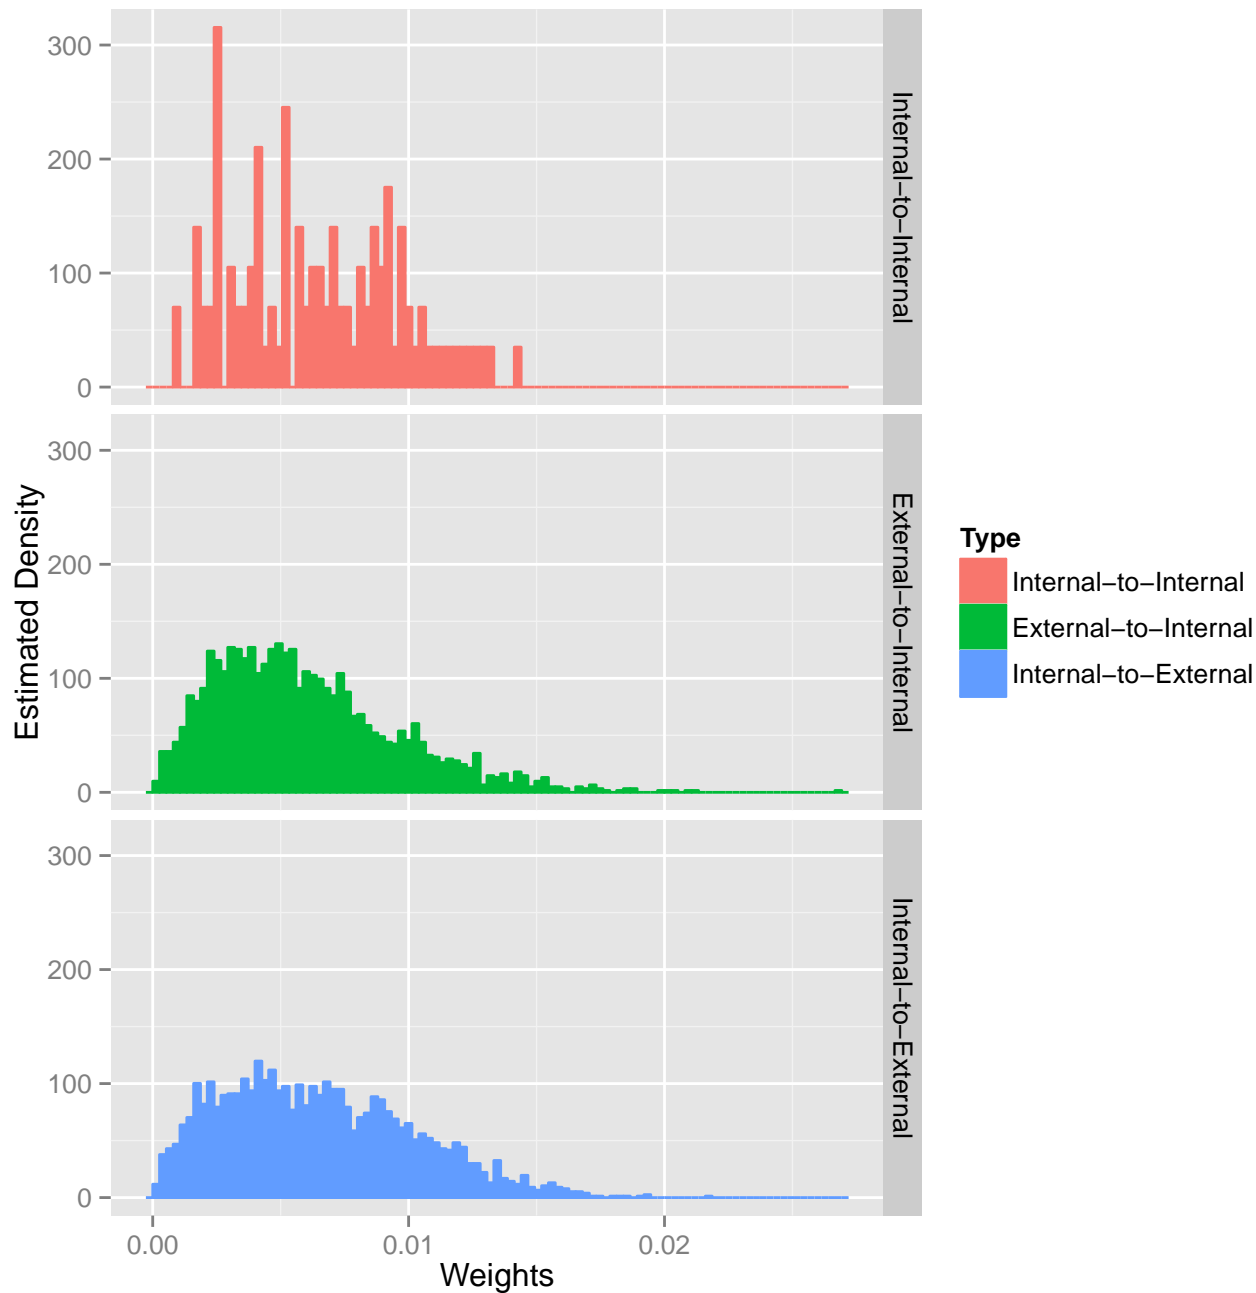 300
200
100
0
Internal-to-Internal
300
200
100
0
External-to-Internal
300
200
100
0
Internal-to-External
Estimated Density
0.00
0.01
0.02
Weights
Type
Internal-to-Internal
External-to-Internal
Internal-to-External